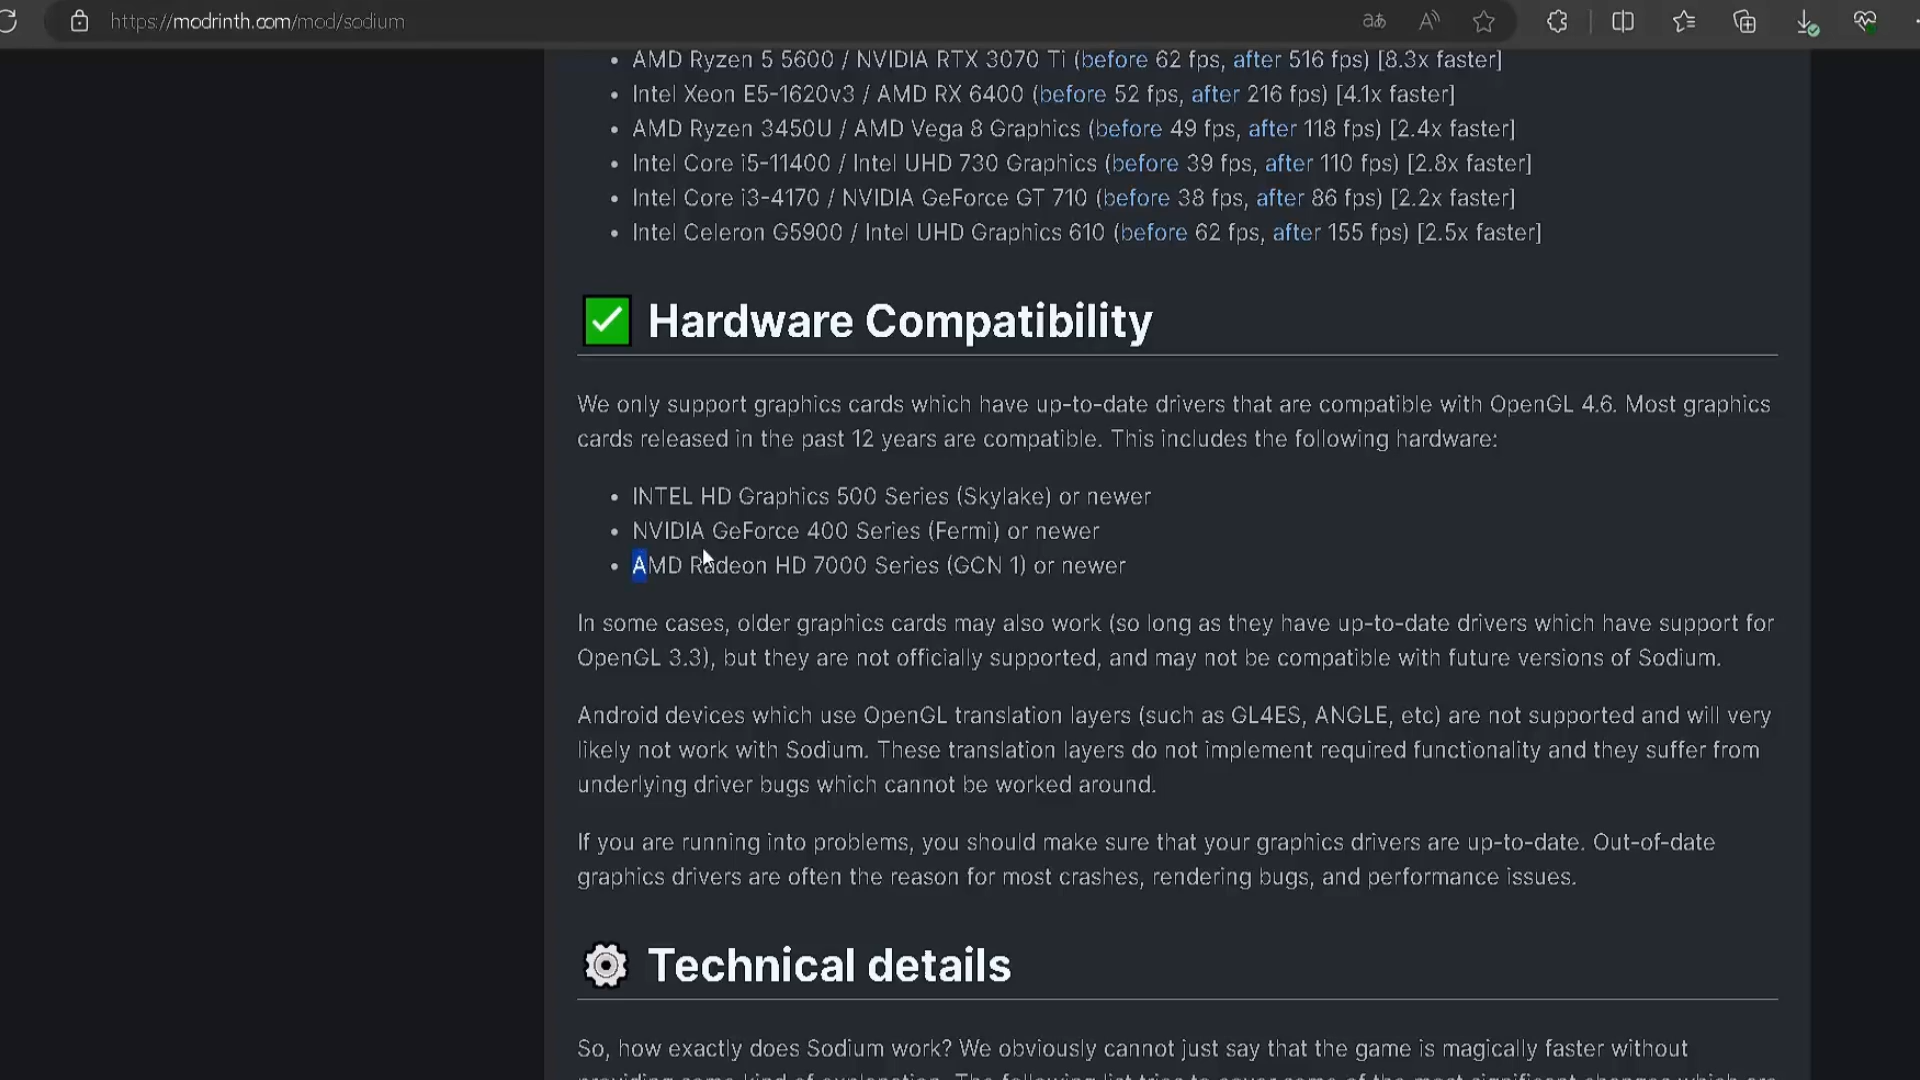 https://modrinth.com/mod/sodium
AMD Ryzen 5 5600 / NVIDIA RTX 3070 Ti (before 62 fps, after 516 fps) [8.3x faster]
Intel Xeon E5-1620v3 / AMD RX 6400 (before 52 fps, after 216 fps) [4.1x faster]
AMD Ryzen 3450U / AMD Vega 8 Graphics (before 49 fps, after 118 fps) [2.4x faster]
Intel Core i5-11400 / Intel UHD 730 Graphics (before 39 fps, after 110 fps) [2.8x faster]
Intel Core i3-4170 / NVIDIA GeForce GT 710 (before 38 fps, after 86 fps) [2.2x faster]
Intel Celeron G5900 / Intel UHD Graphics 610 (before 62 fps, after 155 fps) [2.5x faster]
Hardware Compatibility
We only support graphics cards which have up-to-date drivers that are compatible with OpenGL 4.6. Most graphics
cards released in the past 12 years are compatible. This includes the following hardware:
INTEL HD Graphics 500 Series (Skylake) or newer
NVIDIA GeForce 400 Series (Fermi) or newer
AMD Radeon HD 7000 Series (GCN 1) or newer
In some cases, older graphics cards may also work (so long as they have up-to-date drivers which have support for
OpenGL 3.3), but they are not officially supported, and may not be compatible with future versions of Sodium.
Android devices which use OpenGL translation layers (such as GL4ES, ANGLE, etc) are not supported and will very
likely not work with Sodium. These translation layers do not implement required functionality and they suffer from
underlying driver bugs which cannot be worked around.
If you are running into problems, you should make sure that your graphics drivers are up-to-date. Out-of-date
graphics drivers are often the reason for most crashes, rendering bugs, and performance issues.
Technical details
So, how exactly does Sodium work? We obviously cannot just say that the game is magically faster without